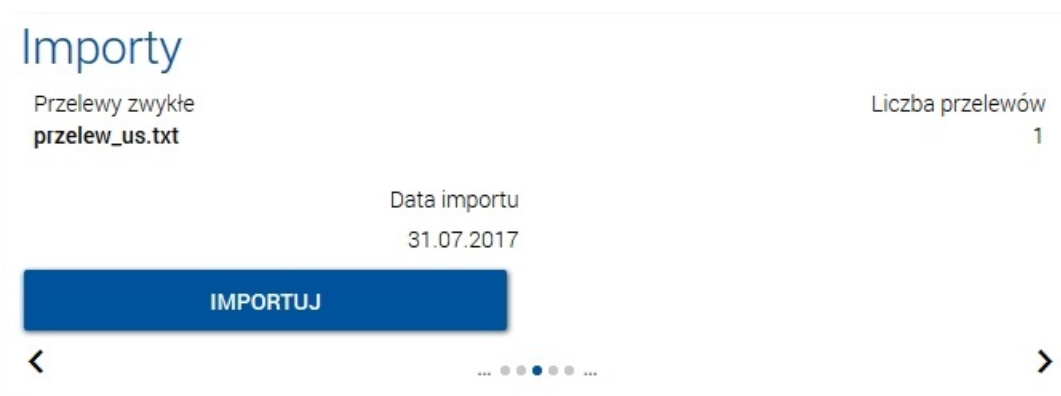 Importy
Przelewy zwykłe
Liczba przelewów
przelew_us.txt
1
Data importu
31.07.2017
IMPORTUJ
... ...